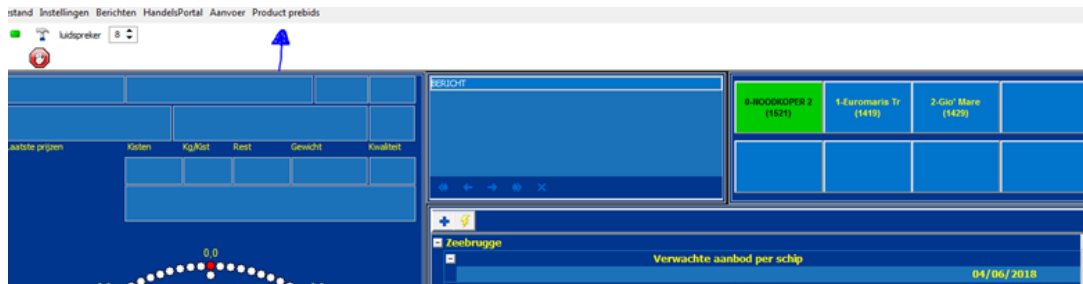 estand Instellingen Berichten HandelsPortal Aanvoer Product prebids
luidspreker 8
BERICHT
0-NOODKOPER 2 1-Euromaris Tr 2-Gio' Mare
(1521) (1419) (1429)
Laatste prijzen Kisten Kg/Kist Rest Gewicht Kwaliteit
0,0
Zeebrugge
Verwachte aanbod per schip
04/06/2018